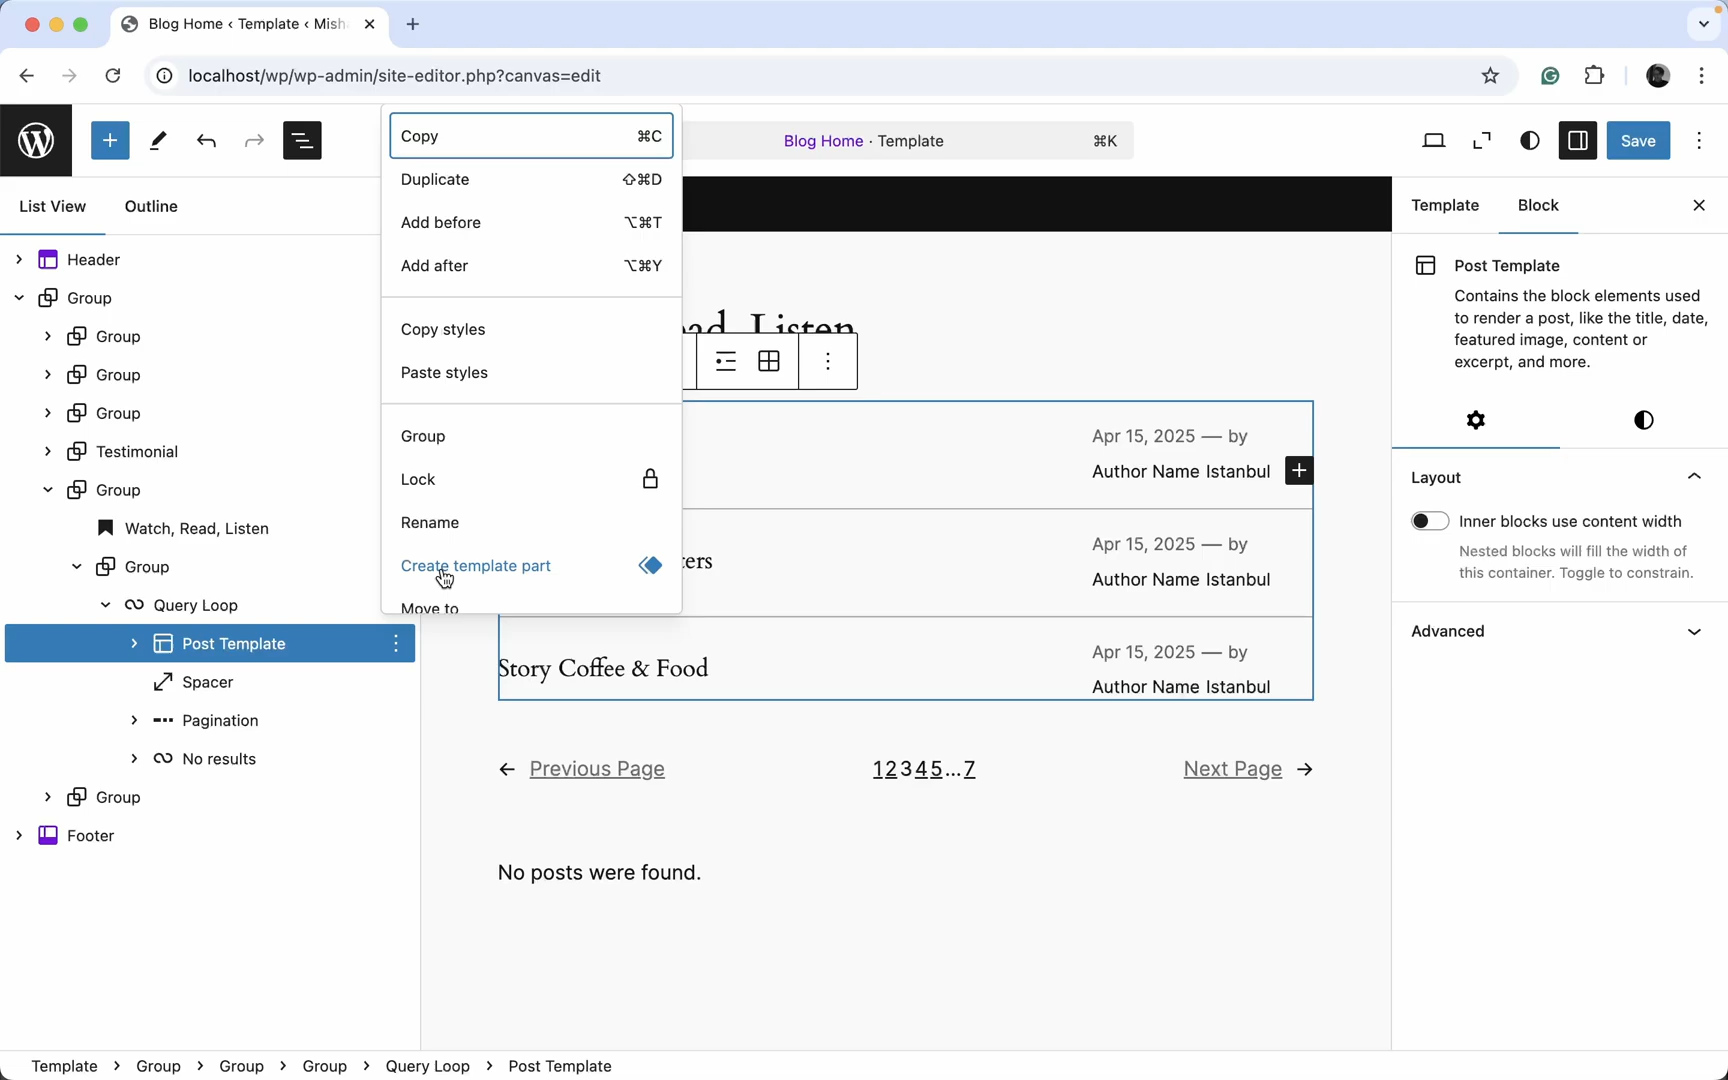 Blog Home ‹ Template ‹ Mish
localhost/wp/wp-admin/site-editor.php?canvas=edit
Blog Home · Template ⌘K
Save
List View
Outline
Header
Group
Group
Group
Group
Testimonial
Group
Watch, Read, Listen
Group
Query Loop
Post Template
Spacer
Pagination
No results
Group
Footer
Copy ⌘C
Duplicate ⇧⌘D
Add before ⌥⌘T
Add after ⌥⌘Y
Copy styles
Paste styles
Group
Lock
Rename
Create template part
Move to
ead, Listen
Apr 15, 2025 — by
Author Name Istanbul
ters
Apr 15, 2025 — by
Author Name Istanbul
Story Coffee & Food
Apr 15, 2025 — by
Author Name Istanbul
← Previous Page
12345...7
Next Page →
No posts were found.
Template
Block
Post Template
Contains the block elements used
to render a post, like the title, date,
featured image, content or
excerpt, and more.
Layout
Inner blocks use content width
Nested blocks will fill the width of
this container. Toggle to constrain.
Advanced
Template > Group > Group > Group > Query Loop > Post Template